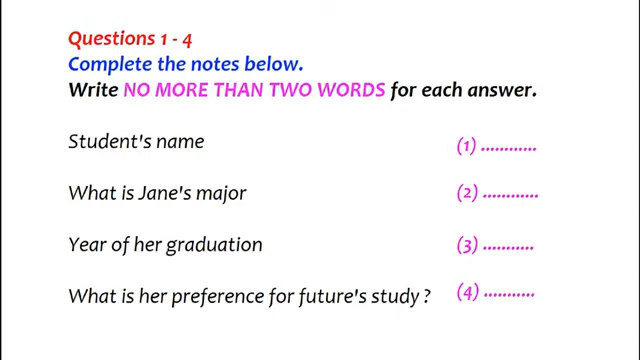 Questions 1 - 4
Complete the notes below.
Write NO MORE THAN TWO WORDS for each answer.
Student's name (1) ............
What is Jane's major (2) ............
Year of her graduation (3) ...........
What is her preference for future's study ? (4) ...........